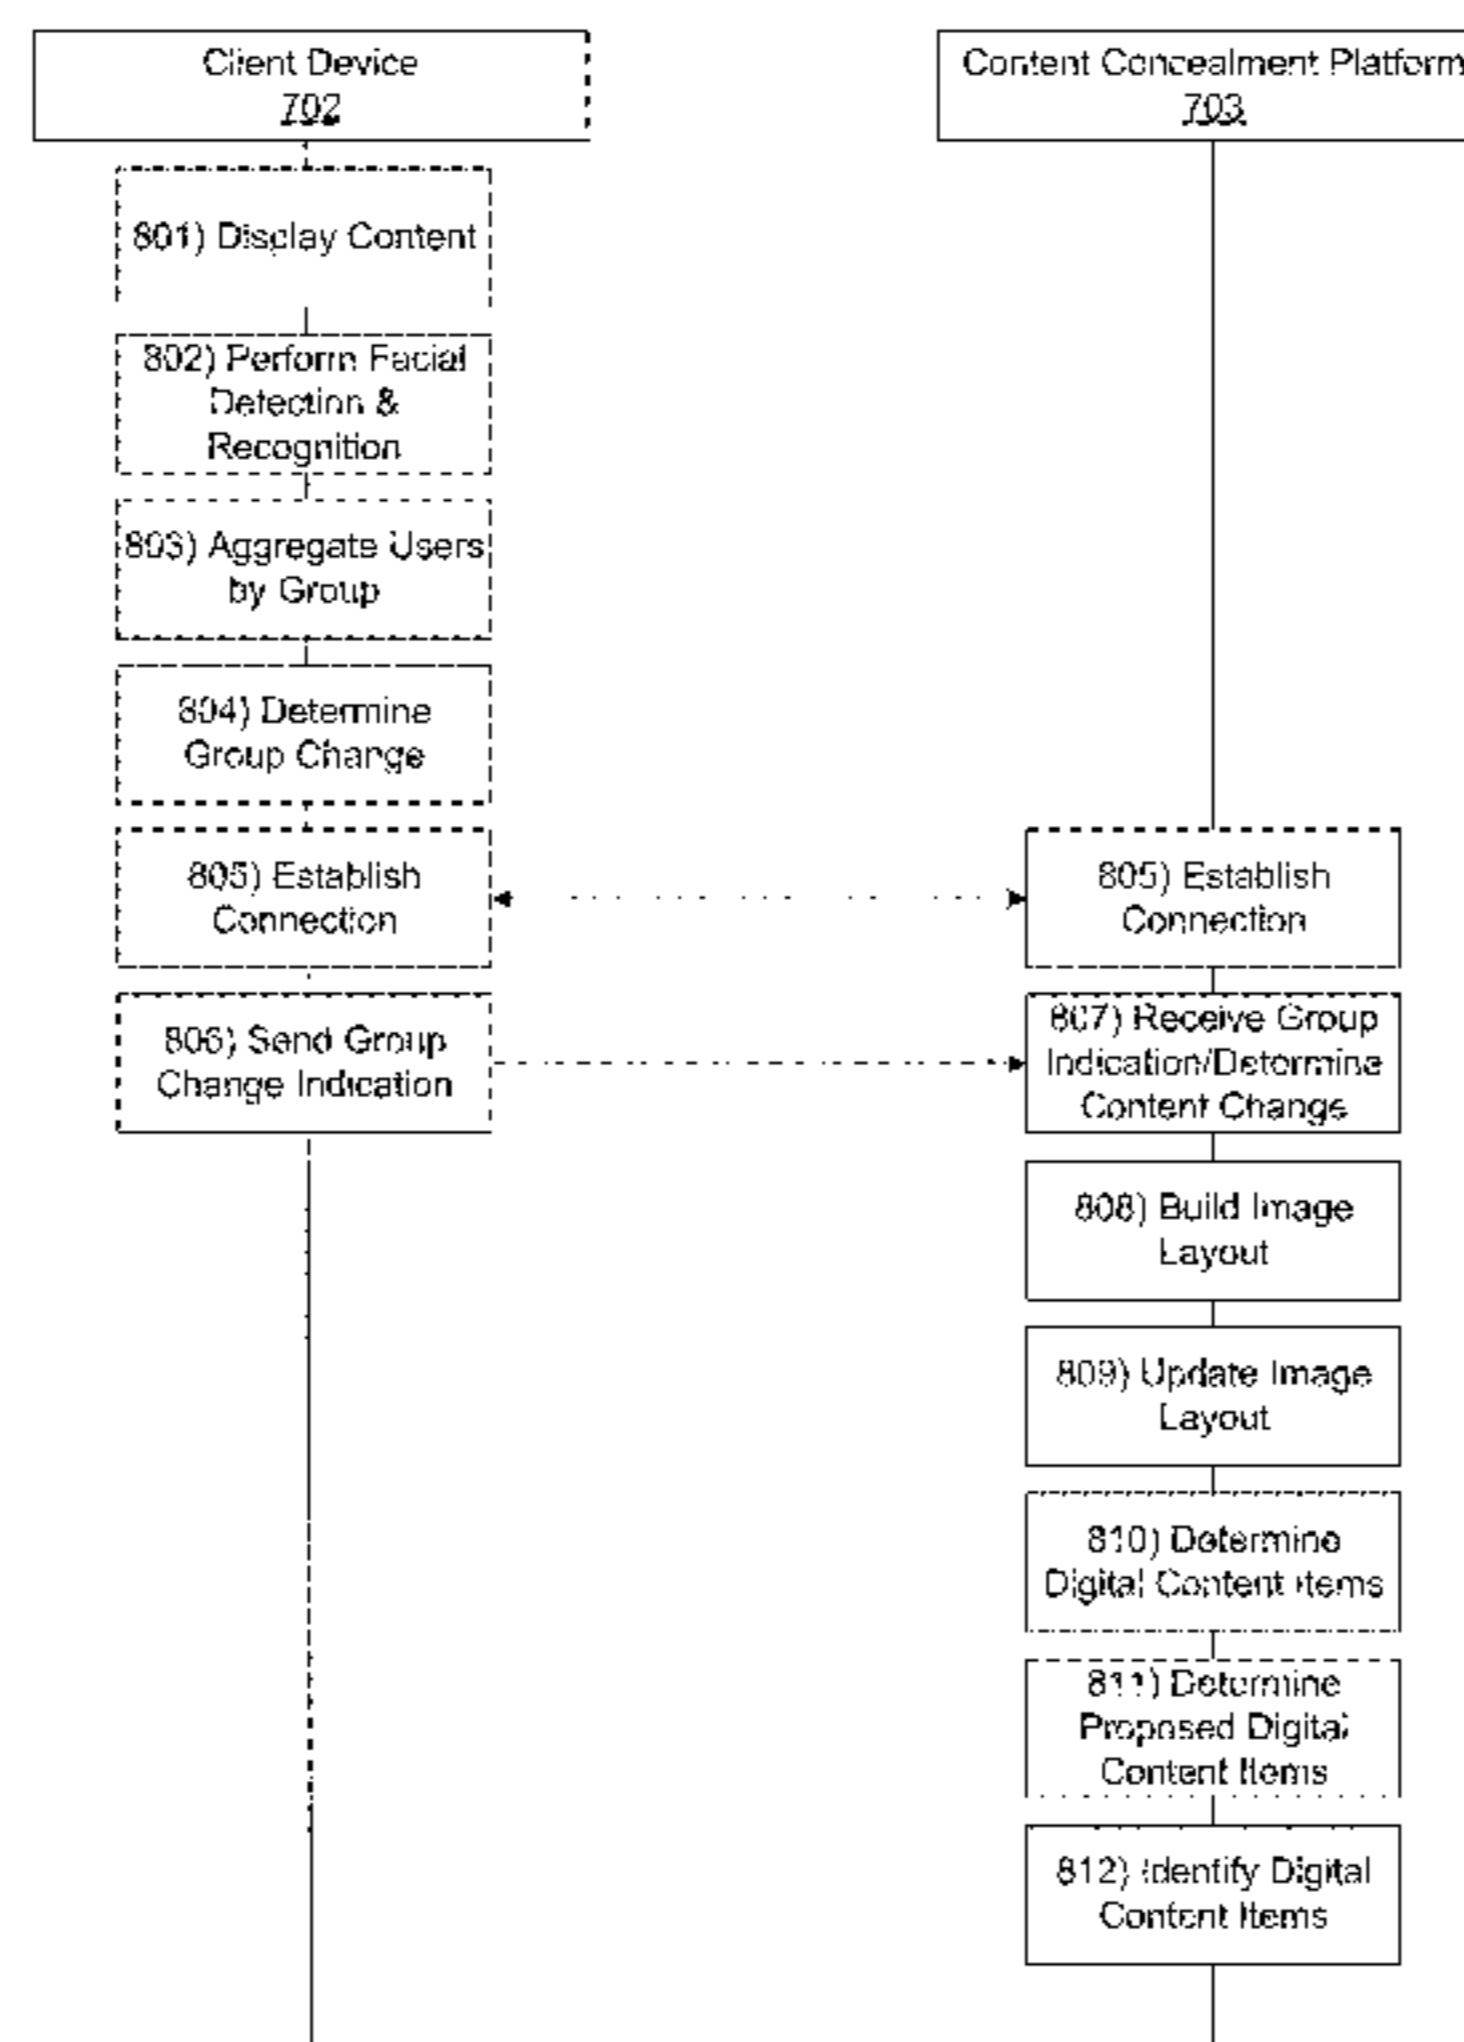 Client Device
702
Content Concealment Platform
703
801) Display Content
802) Perform Facial
Detection &
Recognition
803) Aggregate Users
by Group
804) Determine
Group Change
805) Establish
Connection
805) Establish
Connection
806) Send Group
Change Indication
807) Receive Group
Indication/Determine
Content Change
808) Build Image
Layout
809) Update Image
Layout
810) Determine
Digital Content Items
811) Determine
Proposed Digital
Content Items
812) Identify Digital
Content Items